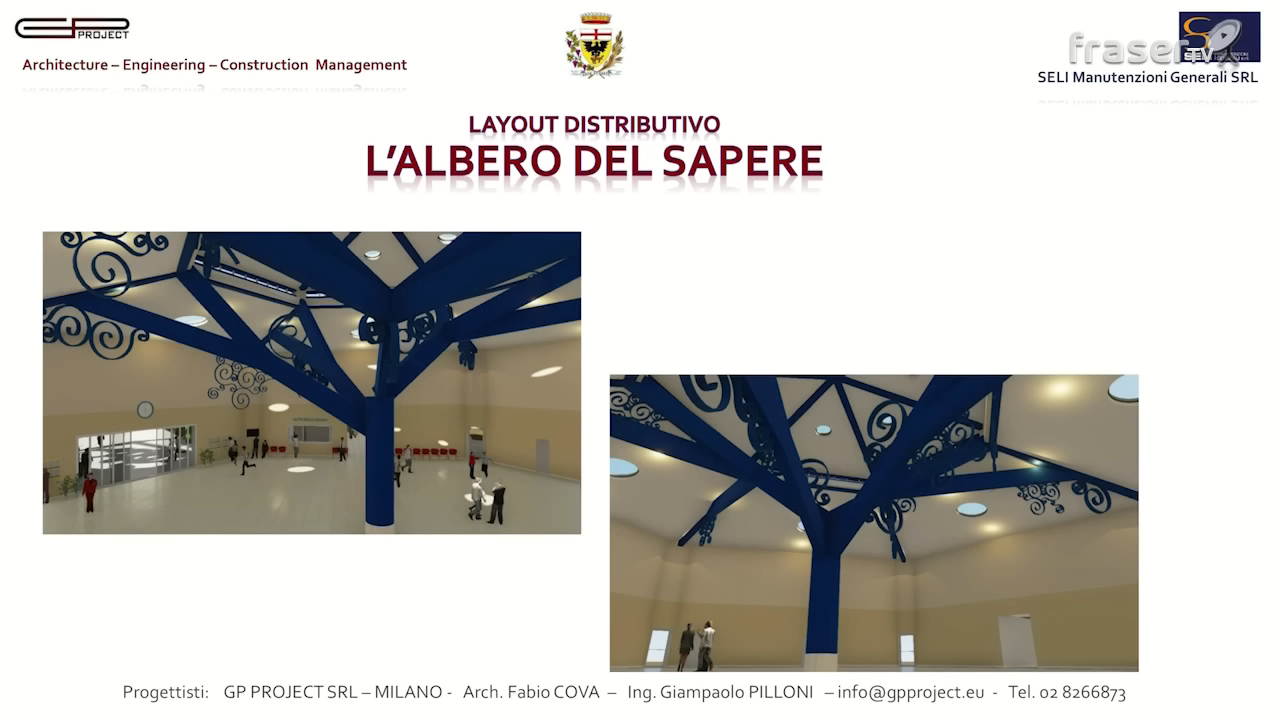 GP PROJECT
Architecture – Engineering – Construction Management
fraser TV
SELI Manutenzioni Generali SRL
LAYOUT DISTRIBUTIVO
L'ALBERO DEL SAPERE
Progettisti: GP PROJECT SRL – MILANO - Arch. Fabio COVA – Ing. Giampaolo PILLONI – info@gpproject.eu - Tel. 02 8266873